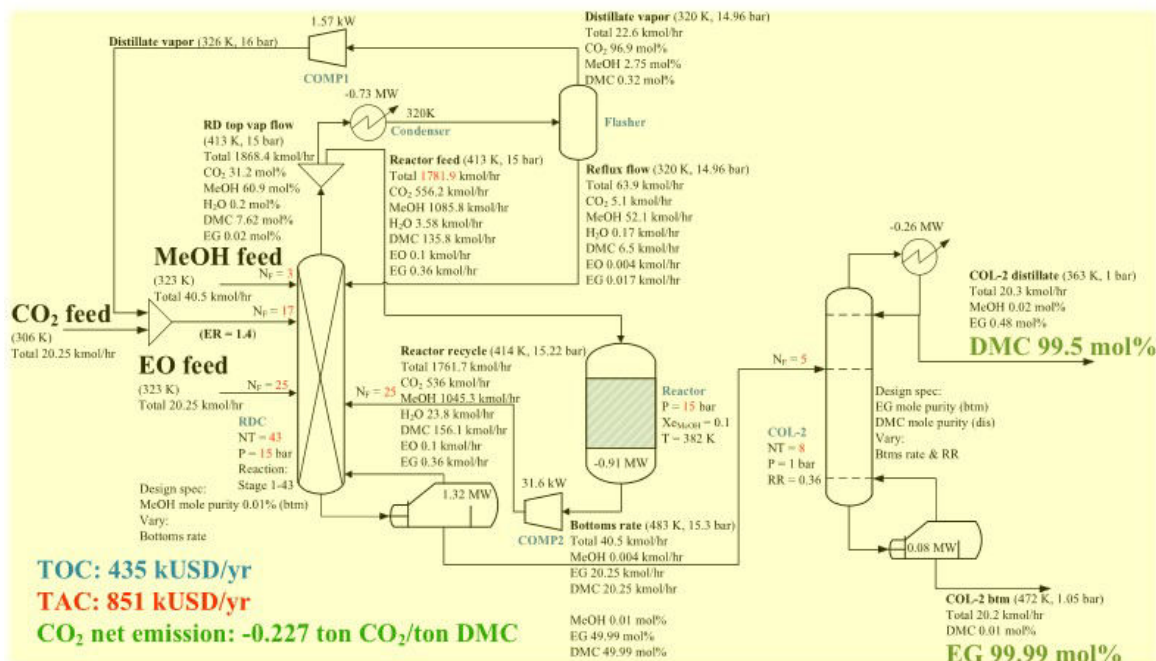 Distillate vapor (320 K, 14.96 bar)
Total 22.6 kmol/hr
CO₂ 96.9 mol%
MeOH 2.75 mol%
DMC 0.32 mol%
1.57 kW
Distillate vapor (326 K, 16 bar)
COMP1
-0.73 MW
320K
Condenser
Flasher
RD top vap flow
(413 K, 15 bar)
Total 1868.4 kmol/hr
CO₂ 31.2 mol%
MeOH 60.9 mol%
H₂O 0.2 mol%
DMC 7.62 mol%
EG 0.02 mol%
Reactor feed (413 K, 15 bar)
Total 1781.9 kmol/hr
CO₂ 556.2 kmol/hr
MeOH 1085.8 kmol/hr
H₂O 3.58 kmol/hr
DMC 135.8 kmol/hr
EO 0.1 kmol/hr
EG 0.36 kmol/hr
Reflux flow (320 K, 14.96 bar)
Total 63.9 kmol/hr
CO₂ 5.1 kmol/hr
MeOH 52.1 kmol/hr
H₂O 0.17 kmol/hr
DMC 6.5 kmol/hr
EO 0.004 kmol/hr
EG 0.017 kmol/hr
MeOH feed
(323 K)
Total 40.5 kmol/hr
N_F = 3
CO₂ feed
(306 K)
Total 20.25 kmol/hr
N_F = 17
(ER = 1.4)
EO feed
(323 K)
Total 20.25 kmol/hr
N_F = 25
RDC
NT = 43
P = 15 bar
Reaction:
Stage 1-43
Design spec:
MeOH mole purity 0.01% (btm)
Vary:
Bottoms rate
1.32 MW
Reactor recycle (414 K, 15.22 bar)
Total 1761.7 kmol/hr
CO₂ 536 kmol/hr
MeOH 1045.3 kmol/hr
N_F = 25
H₂O 23.8 kmol/hr
DMC 156.1 kmol/hr
EO 0.1 kmol/hr
EG 0.36 kmol/hr
Reactor
P = 15 bar
Xe_MeOH = 0.1
T = 382 K
-0.91 MW
31.6 kW
COMP2
Bottoms rate (483 K, 15.3 bar)
Total 40.5 kmol/hr
MeOH 0.004 kmol/hr
EG 20.25 kmol/hr
DMC 20.25 kmol/hr
MeOH 0.01 mol%
EG 49.99 mol%
DMC 49.99 mol%
-0.26 MW
COL-2 distillate (363 K, 1 bar)
Total 20.3 kmol/hr
MeOH 0.02 mol%
EG 0.48 mol%
DMC 99.5 mol%
N_F = 5
COL-2
NT = 8
P = 1 bar
RR = 0.36
Design spec:
EG mole purity (btm)
DMC mole purity (dis)
Vary:
Btms rate & RR
0.08 MW
COL-2 btm (472 K, 1.05 bar)
Total 20.2 kmol/hr
DMC 0.01 mol%
EG 99.99 mol%
TOC: 435 kUSD/yr
TAC: 851 kUSD/yr
CO₂ net emission: -0.227 ton CO₂/ton DMC